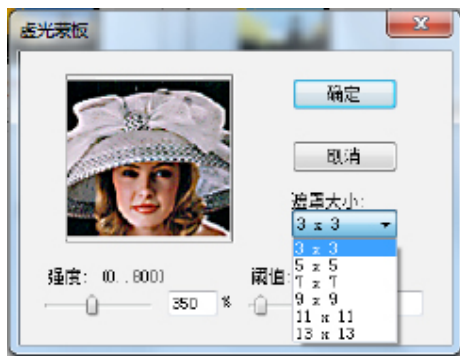 虚光蒙板
确定
取消
遮罩大小:
3 x 3
3 x 3
5 x 5
7 x 7
9 x 9
11 x 11
13 x 13
强度: (0..800)
350 %
阈值: